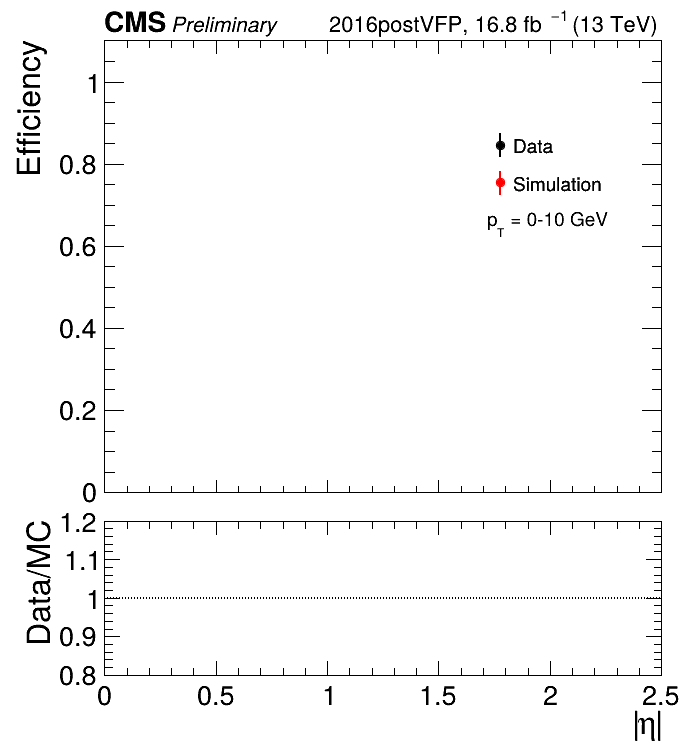 CMS Preliminary 2016postVFP, 16.8 fb⁻¹ (13 TeV)
Efficiency
1
0.8
0.6
0.4
0.2
0
Data
Simulation
p_T = 0-10 GeV
Data/MC
1.2
1.1
1
0.9
0.8
0 0.5 1 1.5 2 2.5
|η|